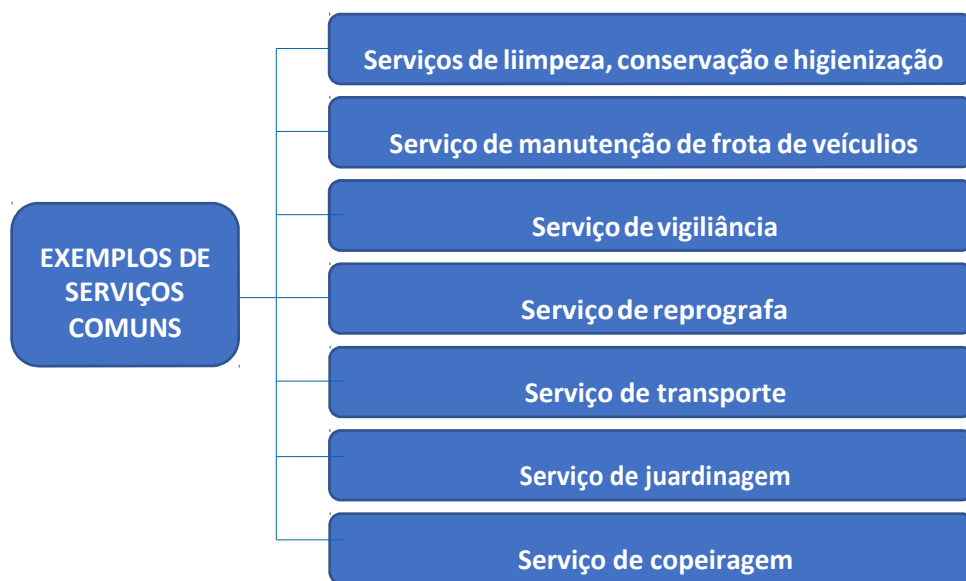 Serviços de liimpeza, conservação e higienização
Serviço de manutenção de frota de veículios
Serviço de vigiliância
EXEMPLOS DE
SERVIÇOS
COMUNS
Serviço de reprografa
Serviço de transporte
Serviço de juardinagem
Serviço de copeiragem